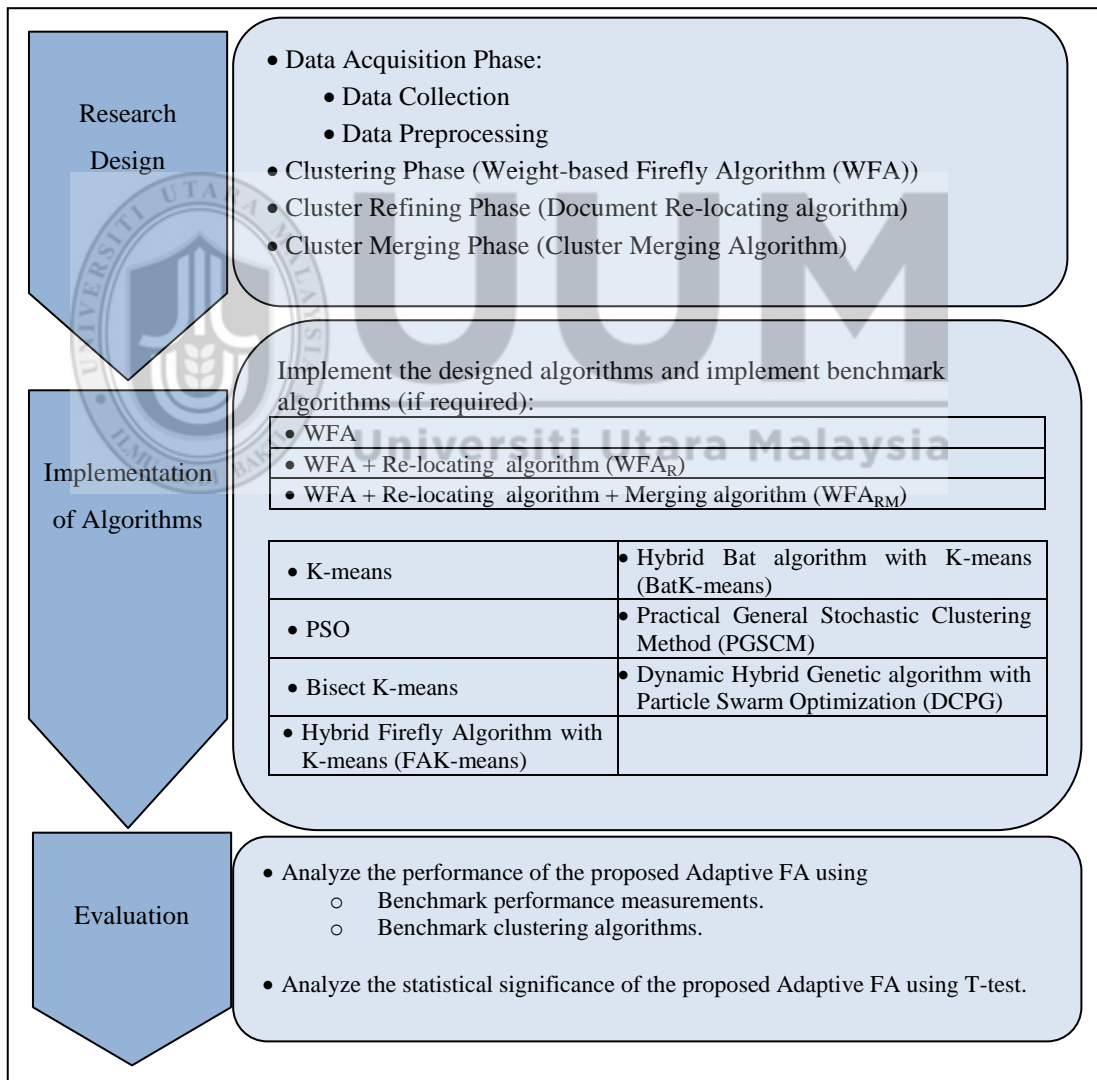 Research
Design
• Data Acquisition Phase:
• Data Collection
• Data Preprocessing
• Clustering Phase (Weight-based Firefly Algorithm (WFA))
• Cluster Refining Phase (Document Re-locating algorithm)
• Cluster Merging Phase (Cluster Merging Algorithm)
UNIVERSITI UTARA MALAYSIA
UUM
Universiti Utara Malaysia
Implementation
of Algorithms
Implement the designed algorithms and implement benchmark
algorithms (if required):
• WFA
• WFA + Re-locating algorithm (WFA_R)
• WFA + Re-locating algorithm + Merging algorithm (WFA_RM)
• K-means
• Hybrid Bat algorithm with K-means
(BatK-means)
• PSO
• Practical General Stochastic Clustering
Method (PGSCM)
• Bisect K-means
• Dynamic Hybrid Genetic algorithm with
Particle Swarm Optimization (DCPG)
• Hybrid Firefly Algorithm with
K-means (FAK-means)
Evaluation
• Analyze the performance of the proposed Adaptive FA using
o Benchmark performance measurements.
o Benchmark clustering algorithms.
• Analyze the statistical significance of the proposed Adaptive FA using T-test.